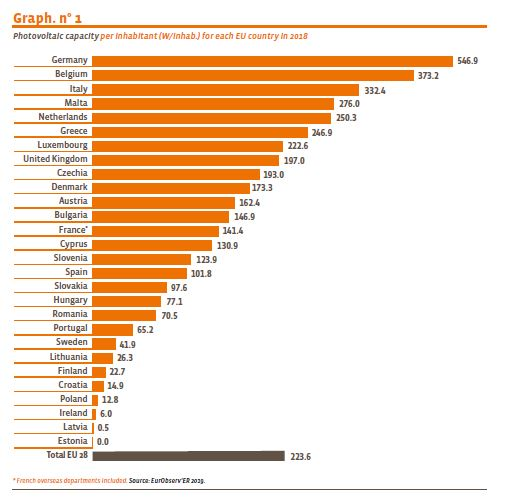 Graph. n° 1
Photovoltaic capacity per inhabitant (W/inhab.) for each EU country in 2018
Germany 546.9
Belgium 373.2
Italy 332.4
Malta 276.0
Netherlands 250.3
Greece 246.9
Luxembourg 222.6
United Kingdom 197.0
Czechia 193.0
Denmark 173.3
Austria 162.4
Bulgaria 146.9
France* 141.4
Cyprus 130.9
Slovenia 123.9
Spain 101.8
Slovakia 97.6
Hungary 77.1
Romania 70.5
Portugal 65.2
Sweden 41.9
Lithuania 26.3
Finland 22.7
Croatia 14.9
Poland 12.8
Ireland 6.0
Latvia 0.5
Estonia 0.0
Total EU 28 223.6
* French overseas departments included. Source: EurObserv'ER 2019.